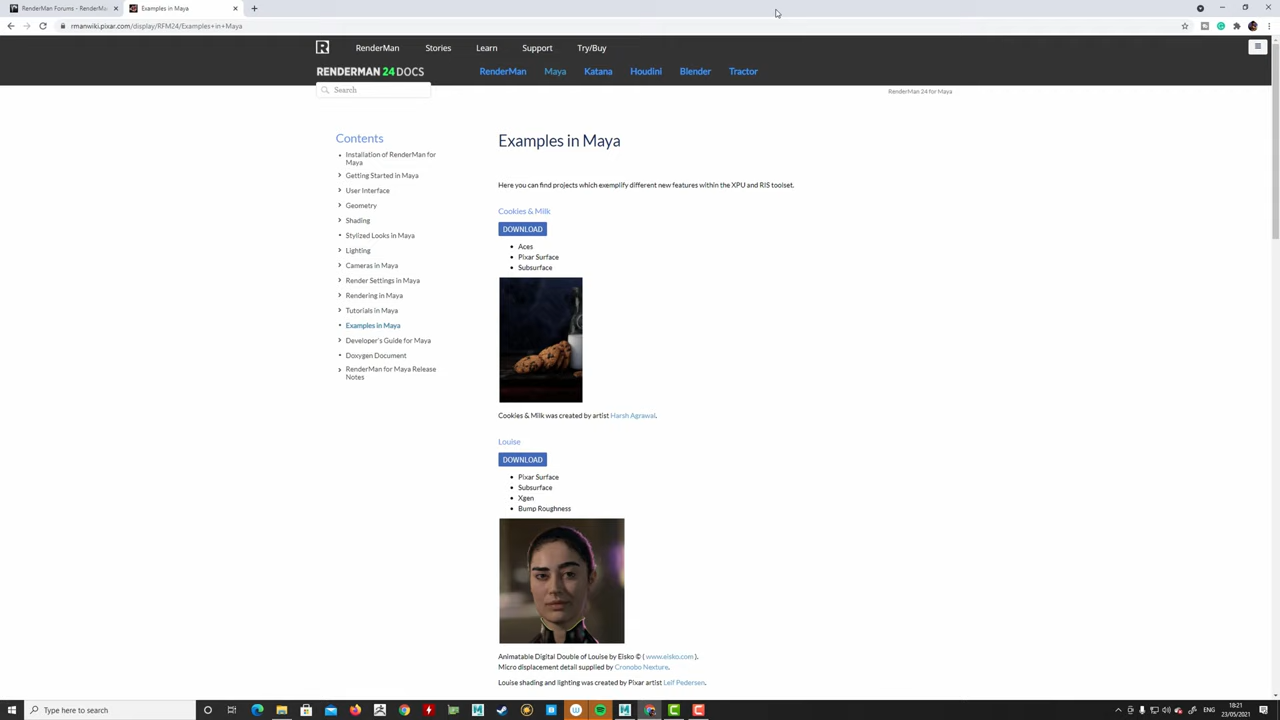 RenderMan Forums - RenderMa
Examples in Maya
rmanwiki.pixar.com/display/RFM24/Examples+in+Maya
RenderMan
Stories
Learn
Support
Try/Buy
RENDERMAN 24 DOCS
RenderMan
Maya
Katana
Houdini
Blender
Tractor
Search
RenderMan 24 for Maya
Contents
Installation of RenderMan for
Maya
Getting Started in Maya
User Interface
Geometry
Shading
Stylized Looks in Maya
Lighting
Cameras in Maya
Render Settings in Maya
Rendering in Maya
Tutorials in Maya
Examples in Maya
Developer's Guide for Maya
Doxygen Document
RenderMan for Maya Release
Notes
Examples in Maya
Here you can find projects which exemplify different new features within the XPU and RIS toolset.
Cookies & Milk
DOWNLOAD
Aces
Pixar Surface
Subsurface
Cookies & Milk was created by artist Harsh Agrawal.
Louise
DOWNLOAD
Pixar Surface
Subsurface
Xgen
Bump Roughness
Animatable Digital Double of Louise by Eisko © ( www.eisko.com ).
Micro displacement detail supplied by Cronobo Nexture.
Louise shading and lighting was created by Pixar artist Leif Pedersen.
Type here to search
18:21
23/05/2021